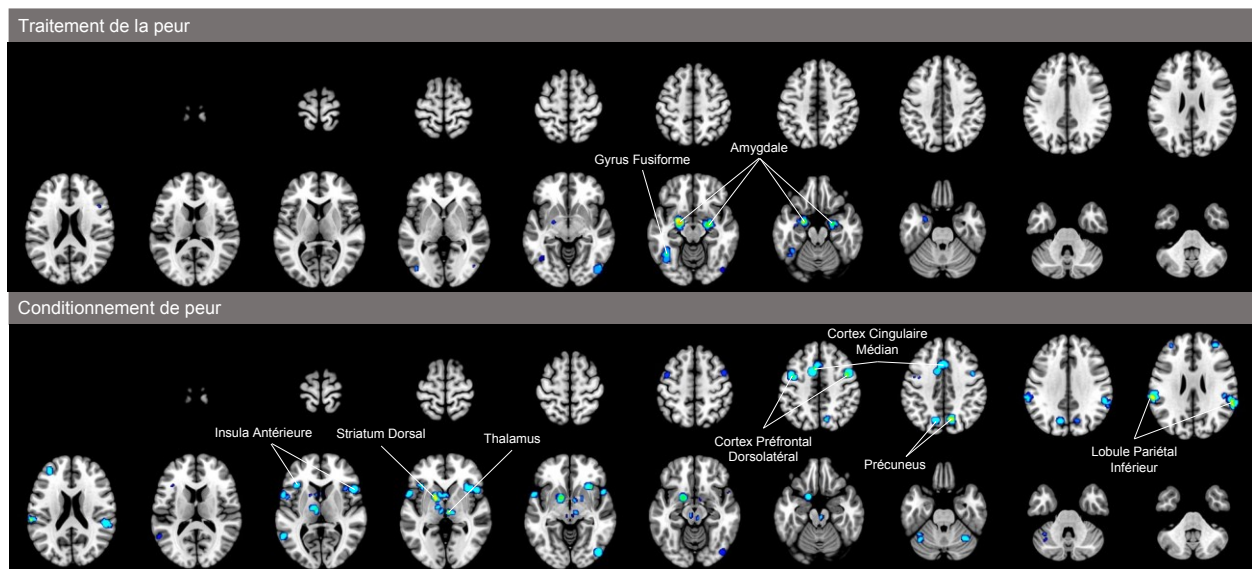 Traitement de la peur
Amygdale
Gyrus Fusiforme
Conditionnement de peur
Cortex Cingulaire
Médian
Insula Antérieure
Striatum Dorsal
Thalamus
Cortex Préfrontal
Dorsolatéral
Précuneus
Lobule Pariétal
Inférieur